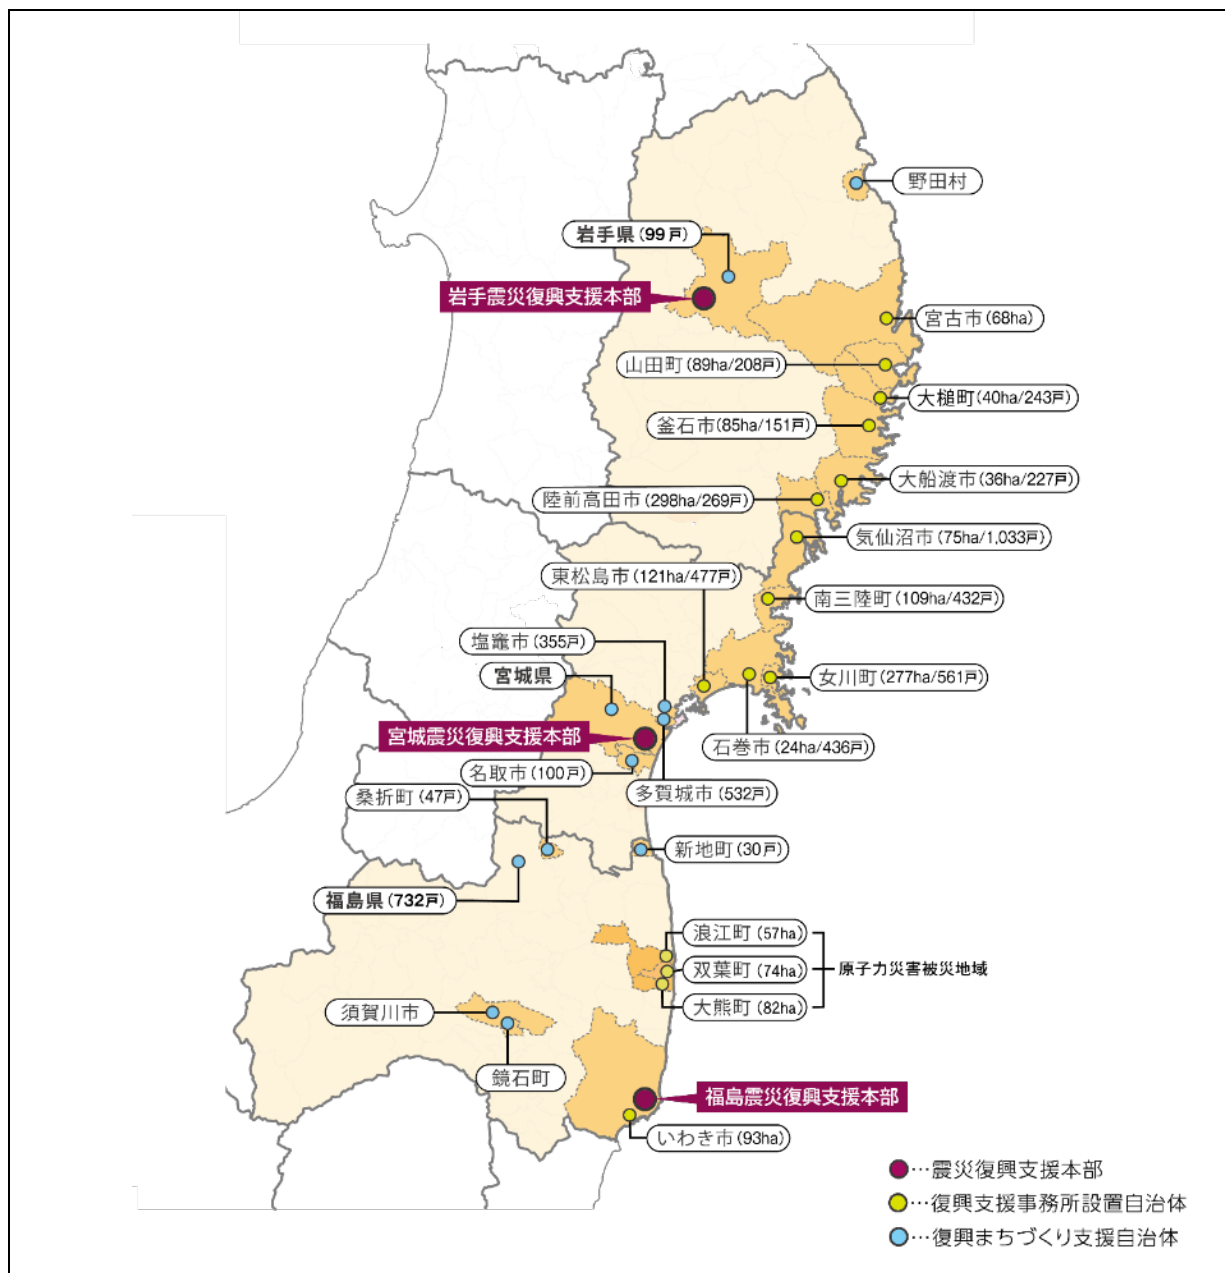 野田村
岩手県(99戸)
岩手震災復興支援本部
宮古市(68ha)
山田町(89ha/208戸)
大槌町(40ha/243戸)
釜石市(85ha/151戸)
大船渡市(36ha/227戸)
陸前高田市(298ha/269戸)
気仙沼市(75ha/1,033戸)
東松島市(121ha/477戸)
南三陸町(109ha/432戸)
塩竈市(355戸)
宮城県
女川町(277ha/561戸)
宮城震災復興支援本部
石巻市(24ha/436戸)
名取市(100戸)
多賀城市(532戸)
桑折町(47戸)
新地町(30戸)
福島県(732戸)
浪江町(57ha)
双葉町(74ha)
原子力災害被災地域
大熊町(82ha)
須賀川市
鏡石町
福島震災復興支援本部
いわき市(93ha)
…震災復興支援本部
…復興支援事務所設置自治体
…復興まちづくり支援自治体